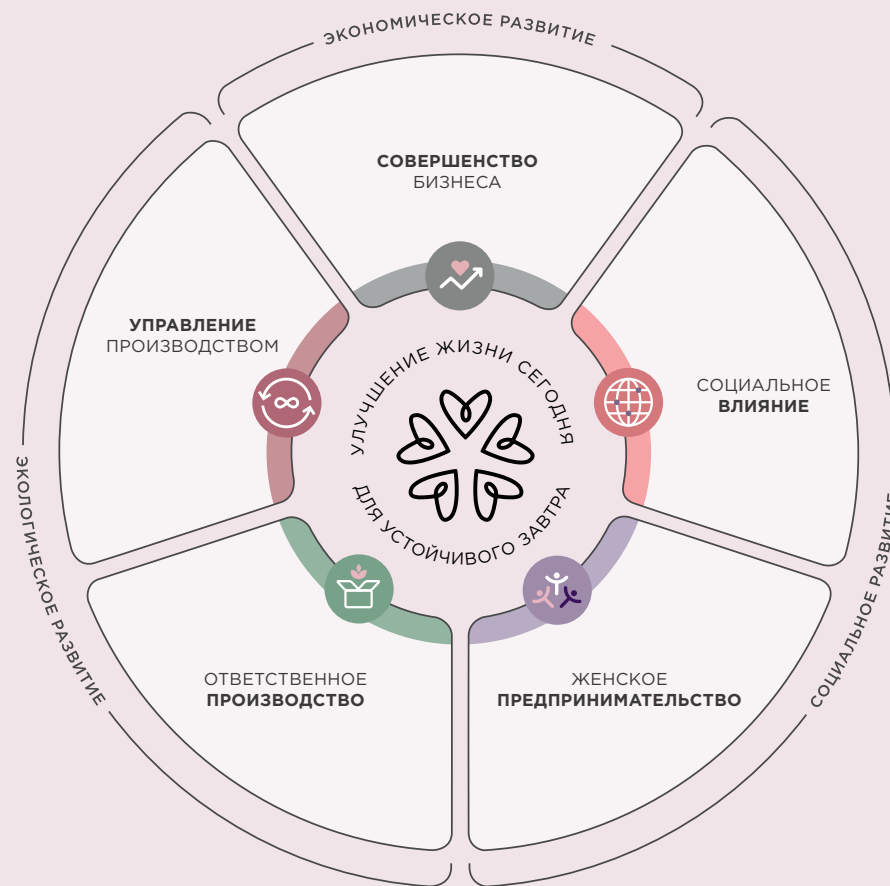 ЭКОНОМИЧЕСКОЕ РАЗВИТИЕ
СОВЕРШЕНСТВО
БИЗНЕСА
УПРАВЛЕНИЕ
ПРОИЗВОДСТВОМ
СОЦИАЛЬНОЕ
ВЛИЯНИЕ
УЛУЧШЕНИЕ ЖИЗНИ СЕГОДНЯ
ДЛЯ УСТОЙЧИВОГО ЗАВТРА
ЭКОЛОГИЧЕСКОЕ РАЗВИТИЕ
СОЦИАЛЬНОЕ РАЗВИТИЕ
ОТВЕТСТВЕННОЕ
ПРОИЗВОДСТВО
ЖЕНСКОЕ
ПРЕДПРИНИМАТЕЛЬСТВО